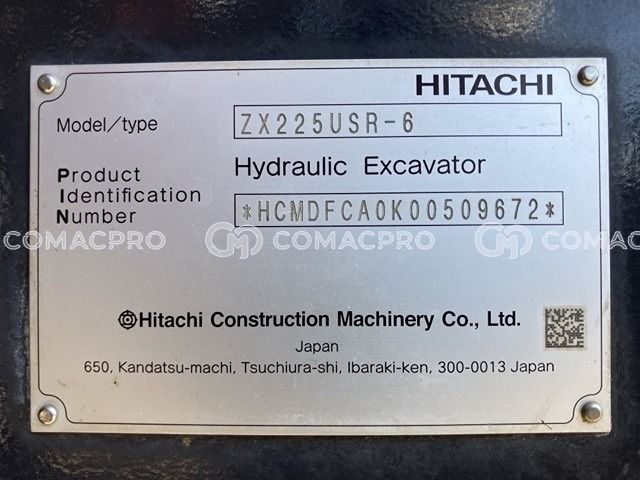 HITACHI
Model/type ZX225USR-6
Hydraulic Excavator
Product
Identification
Number *HCMDFCA0K00509672*
COMACPRO COMACPRO COMACPRO
Hitachi Construction Machinery Co., Ltd.
Japan
650, Kandatsu-machi, Tsuchiura-shi, Ibaraki-ken, 300-0013 Japan